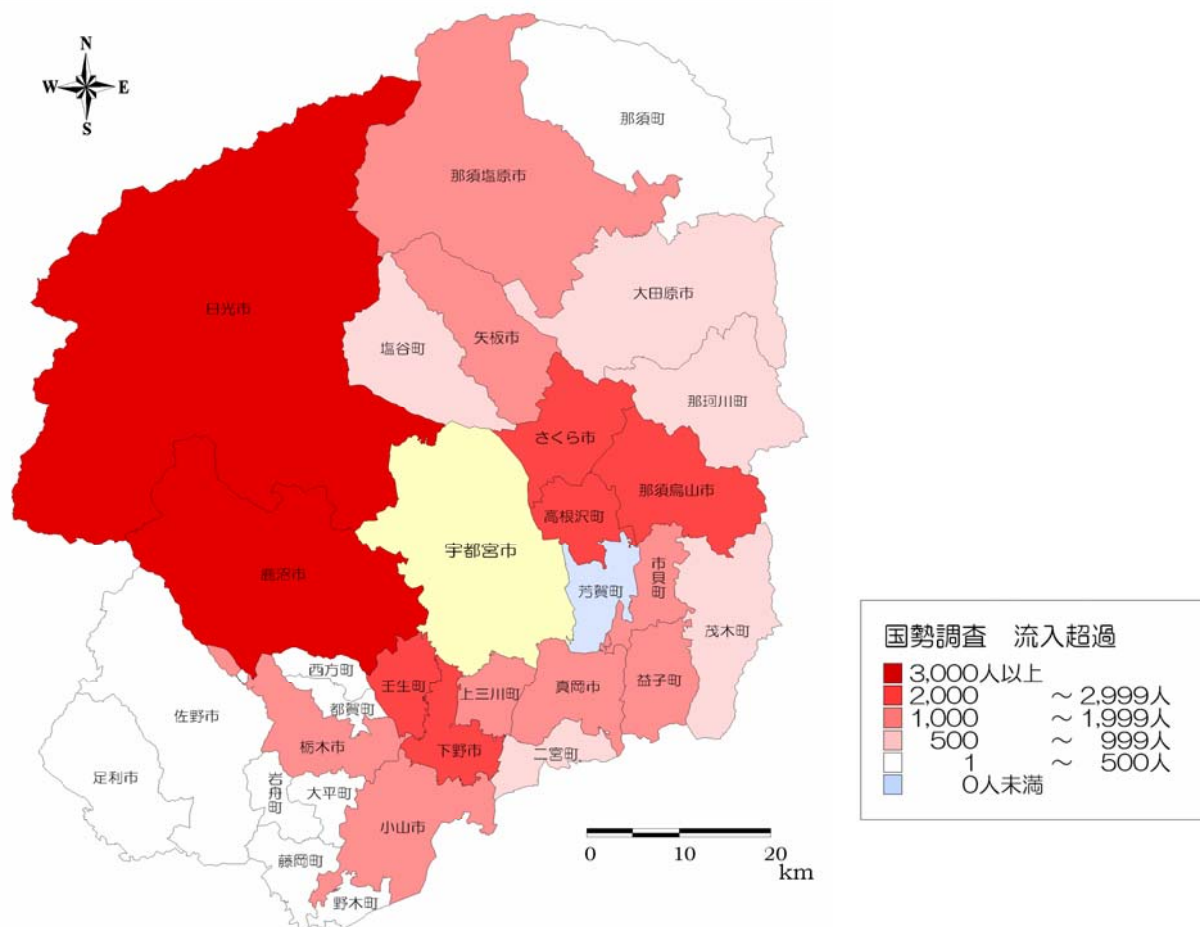 N
W E
S
那須町
那須塩原市
日光市
大田原市
矢板市
塩谷町
那珂川町
さくら市
那須烏山市
高根沢町
宇都宮市
市貝町
芳賀町
鹿沼市
茂木町
西方町
壬生町
上三川町
真岡市
益子町
都賀町
佐野市
栃木市
下野市
二宮町
足利市
岩舟町
大平町
小山市
藤岡町
野木町
0 10 20
km
国勢調査 流入超過
3,000人以上
2,000 ～ 2,999人
1,000 ～ 1,999人
500 ～ 999人
1 ～ 500人
0人未満